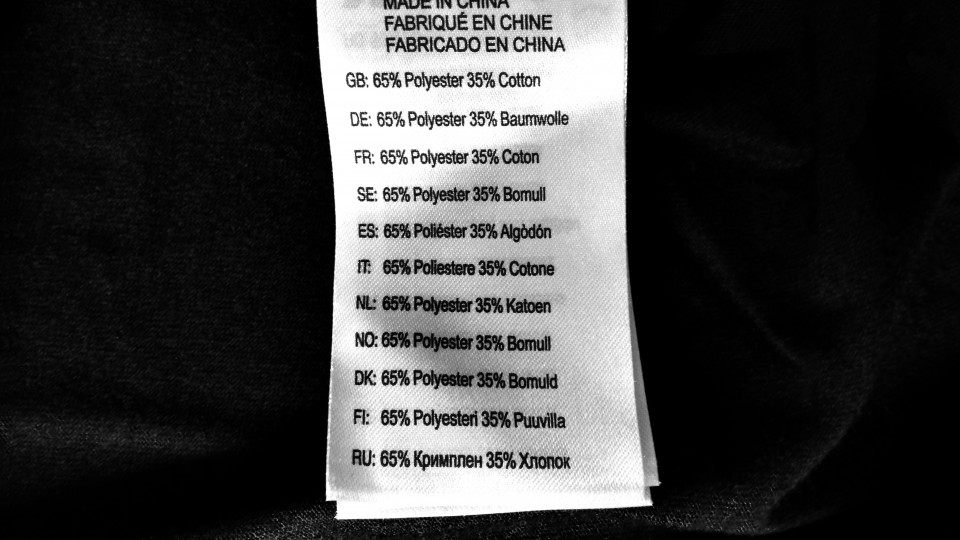 MADE IN CHINA
FABRIQUÉ EN CHINE
FABRICADO EN CHINA
GB: 65% Polyester 35% Cotton
DE: 65% Polyester 35% Baumwolle
FR: 65% Polyester 35% Coton
SE: 65% Polyester 35% Bomull
ES: 65% Poliéster 35% Algòdón
IT: 65% Poliestere 35% Cotone
NL: 65% Polyester 35% Katoen
NO: 65% Polyester 35% Bomull
DK: 65% Polyester 35% Bomuld
FI: 65% Polyesteri 35% Puuvilla
RU: 65% Кримплен 35% Хлопок